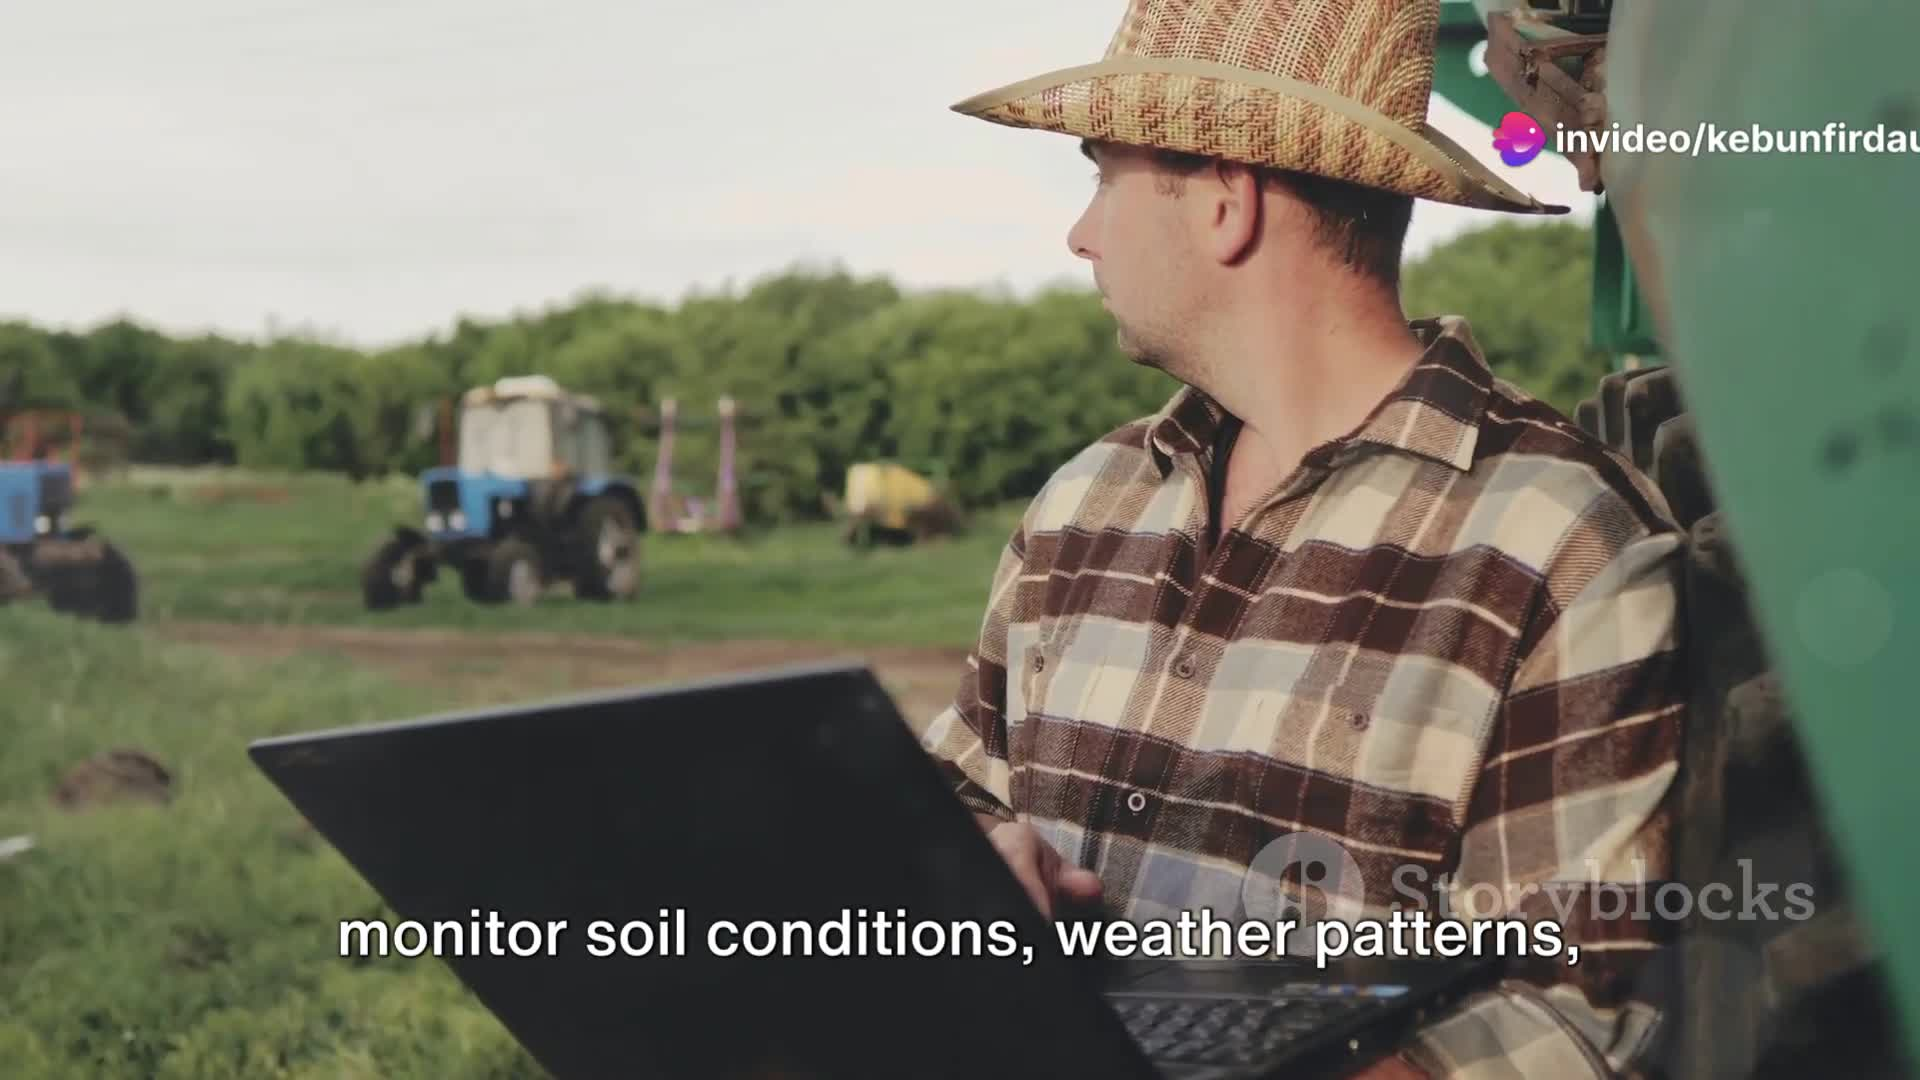 invideo/kebunfirdau
Storyblocks
monitor soil conditions, weather patterns,